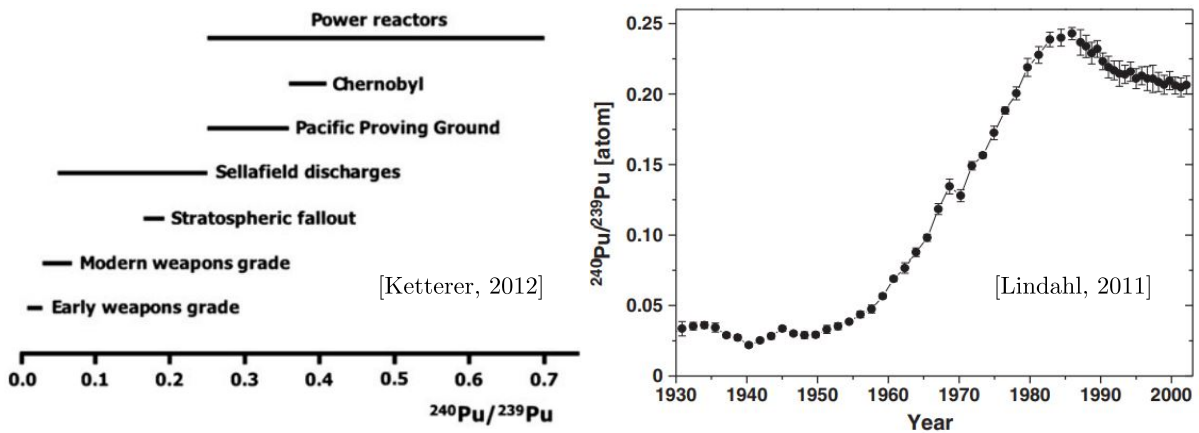 Power reactors
Chernobyl
Pacific Proving Ground
Sellafield discharges
Stratospheric fallout
Modern weapons grade
[Ketterer, 2012]
Early weapons grade
0.0 0.1 0.2 0.3 0.4 0.5 0.6 0.7
²⁴⁰Pu/²³⁹Pu
²⁴⁰Pu/²³⁹Pu [atom]
0.25
0.20
0.15
0.10
0.05
0
[Lindahl, 2011]
1930 1940 1950 1960 1970 1980 1990 2000
Year